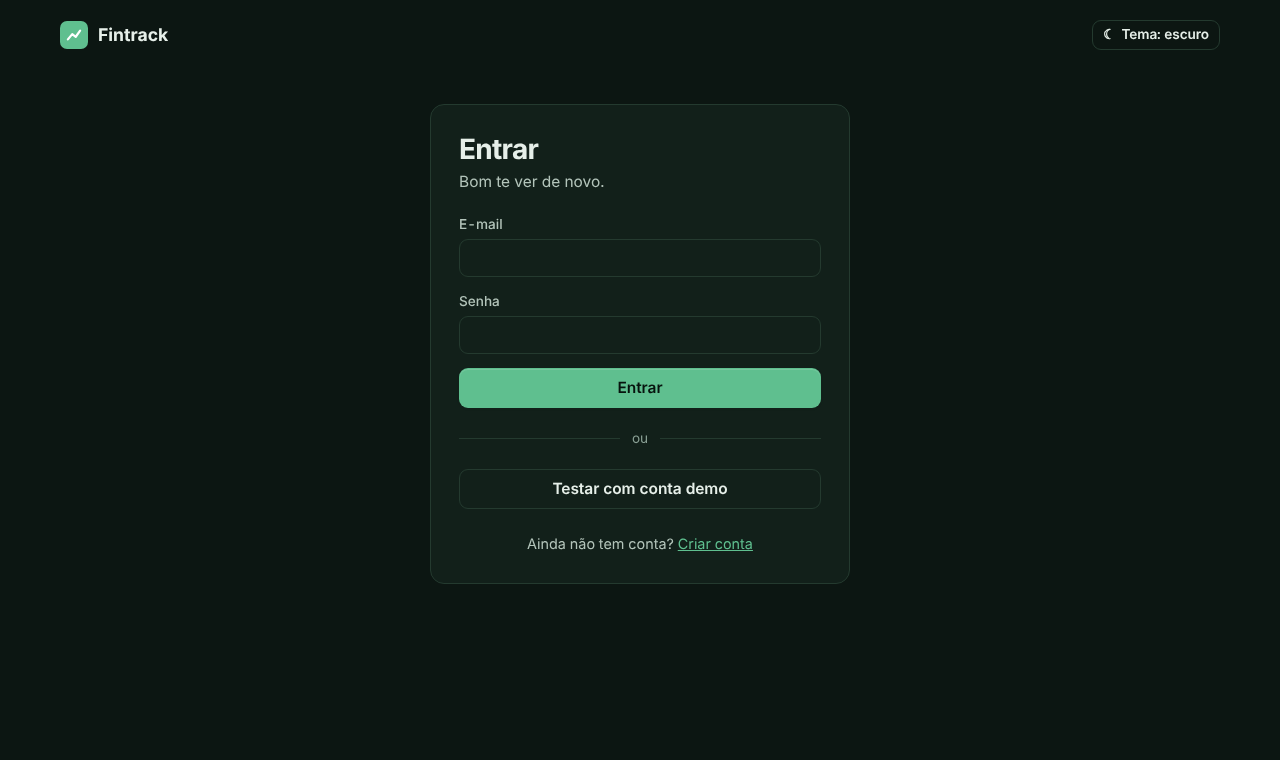 Fintrack
Tema: escuro
Entrar
Bom te ver de novo.
E-mail
Senha
Entrar
ou
Testar com conta demo
Ainda não tem conta? Criar conta